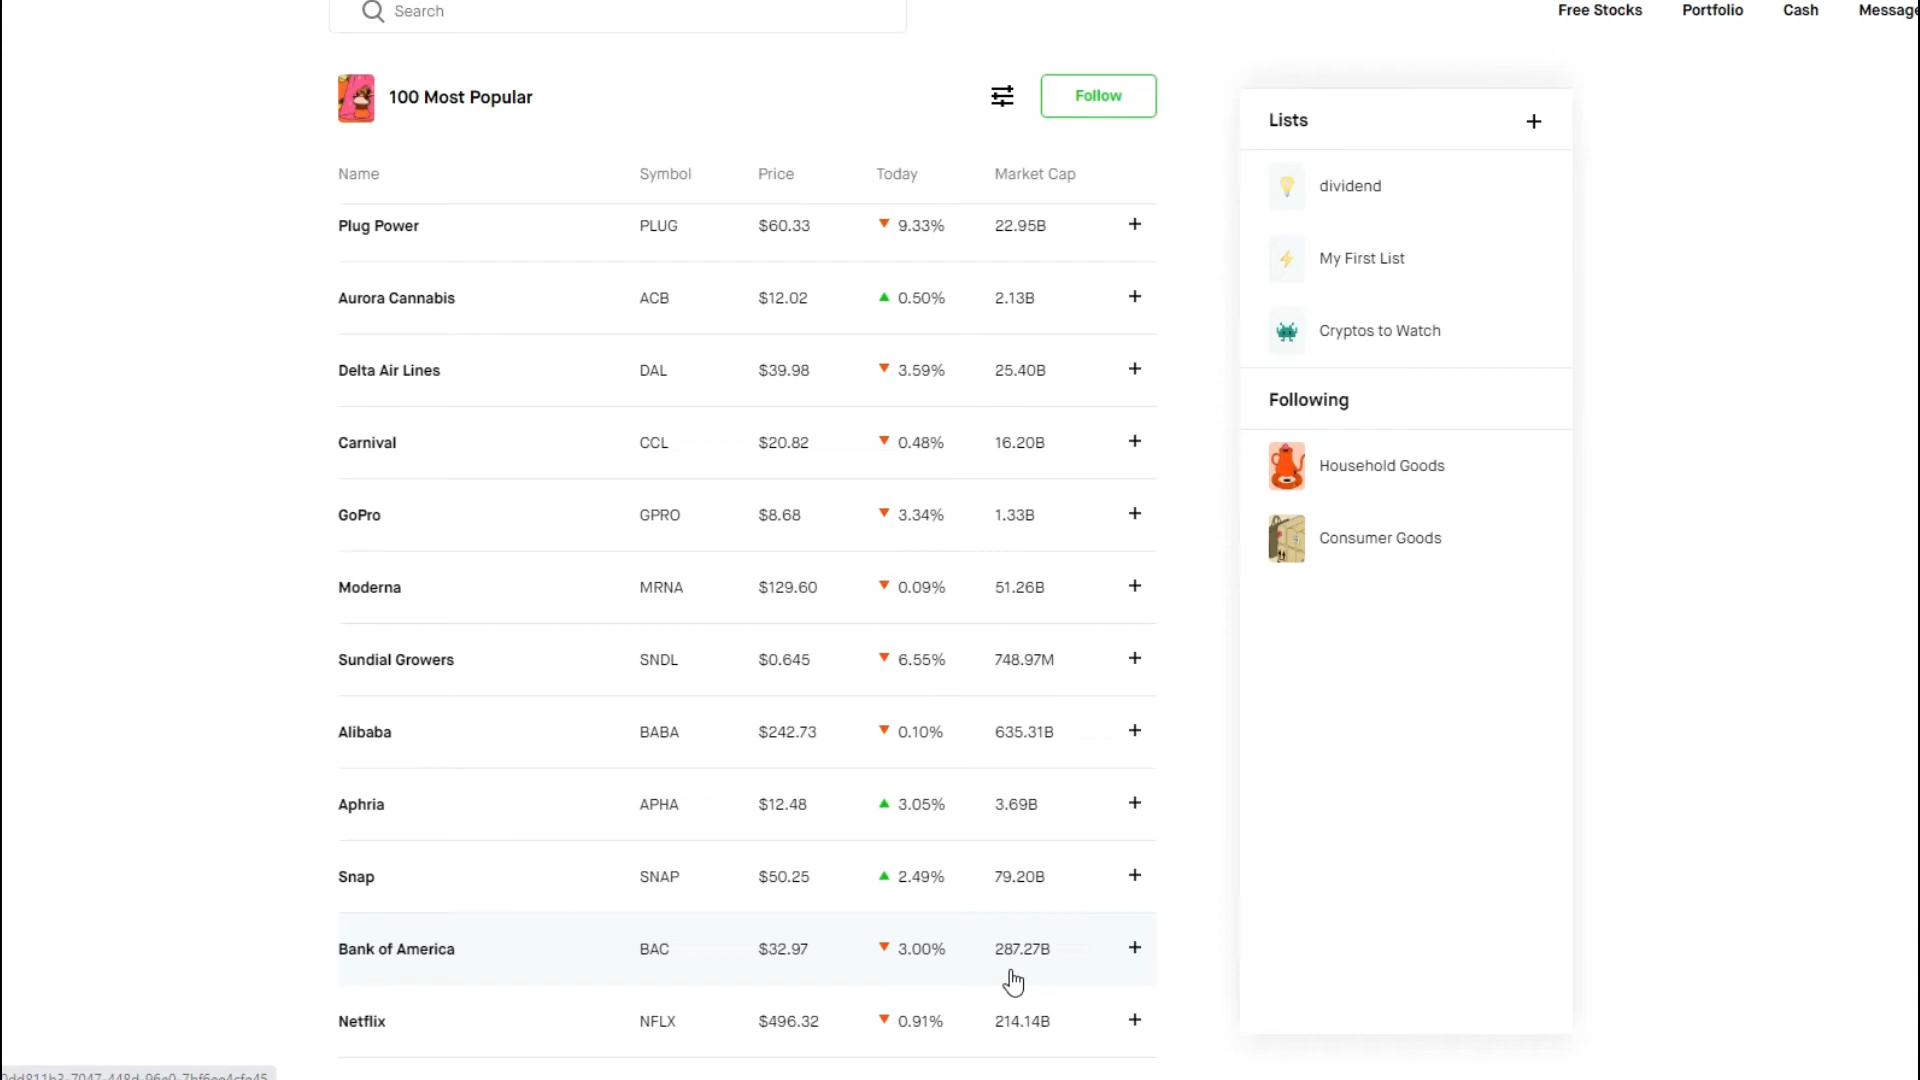 Search
Free Stocks Portfolio Cash Message
100 Most Popular
Follow
Name Symbol Price Today Market Cap
Plug Power PLUG $60.33 9.33% 22.95B +
Aurora Cannabis ACB $12.02 0.50% 2.13B +
Delta Air Lines DAL $39.98 3.59% 25.40B +
Carnival CCL $20.82 0.48% 16.20B +
GoPro GPRO $8.68 3.34% 1.33B +
Moderna MRNA $129.60 0.09% 51.26B +
Sundial Growers SNDL $0.645 6.55% 748.97M +
Alibaba BABA $242.73 0.10% 635.31B +
Aphria APHA $12.48 3.05% 3.69B +
Snap SNAP $50.25 2.49% 79.20B +
Bank of America BAC $32.97 3.00% 287.27B +
Netflix NFLX $496.32 0.91% 214.14B +
Lists +
dividend
My First List
Cryptos to Watch
Following
Household Goods
Consumer Goods